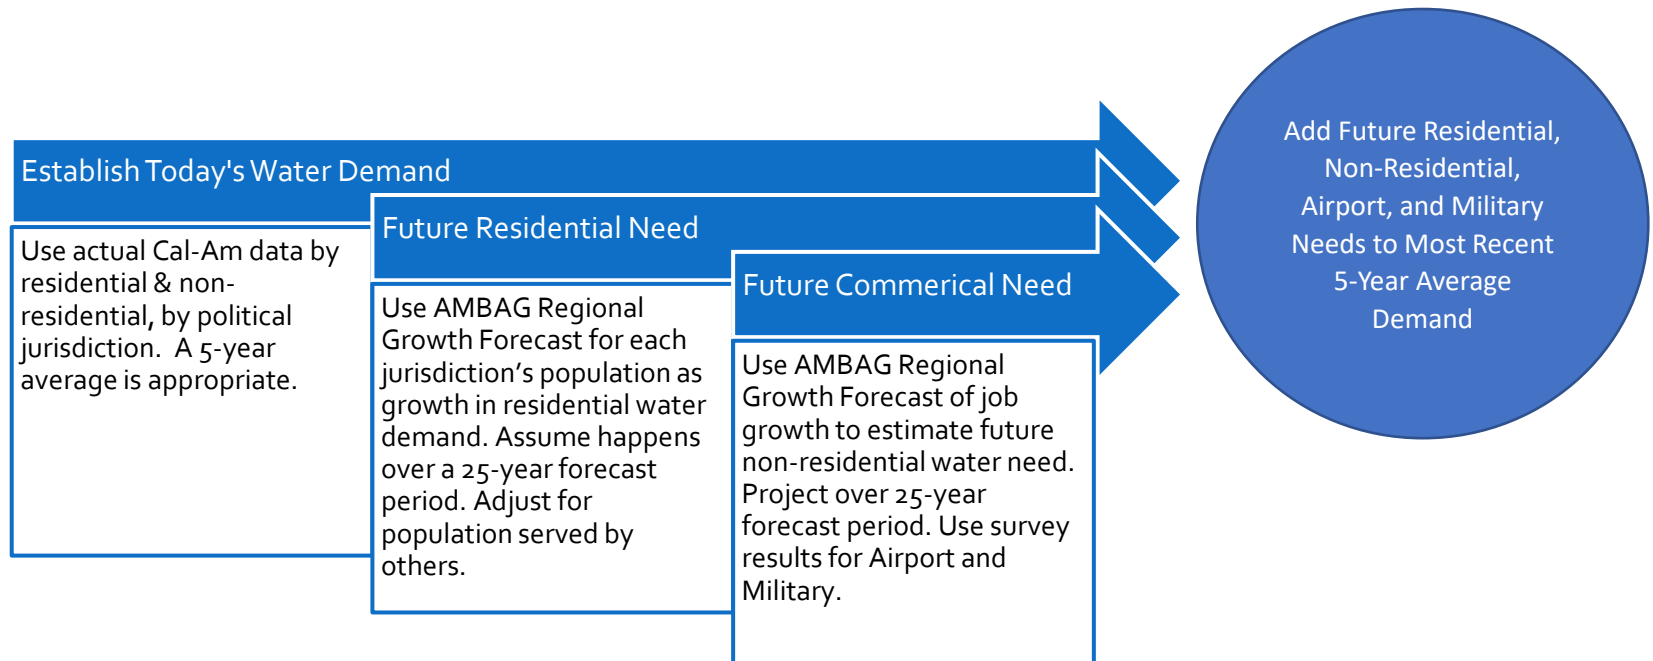 Establish Today's Water Demand
Use actual Cal-Am data by
residential & non-
residential, by political
jurisdiction.  A 5-year
average is appropriate.
Future Residential Need
Use AMBAG Regional
Growth Forecast for each
jurisdiction’s population as
growth in residential water
demand. Assume happens
over a 25-year forecast
period. Adjust for
population served by
others.
Future Commerical Need
Use AMBAG Regional
Growth Forecast of job
growth to estimate future
non-residential water need.
Project over 25-year
forecast period. Use survey
results for Airport and
Military.
Add Future Residential,
Non-Residential,
Airport, and Military
Needs to Most Recent
5-Year Average
Demand